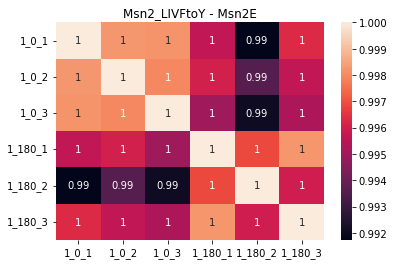 Msn2_LIVFtoY - Msn2E
1_0_1 1 1 1 1 0.99 1
1_0_2 1 1 1 1 0.99 1
1_0_3 1 1 1 1 0.99 1
1_180_1 1 1 1 1 1 1
1_180_2 0.99 0.99 0.99 1 1 1
1_180_3 1 1 1 1 1 1
1_0_1 1_0_2 1_0_3 1_180_1 1_180_2 1_180_3
1.000
0.999
0.998
0.997
0.996
0.995
0.994
0.993
0.992